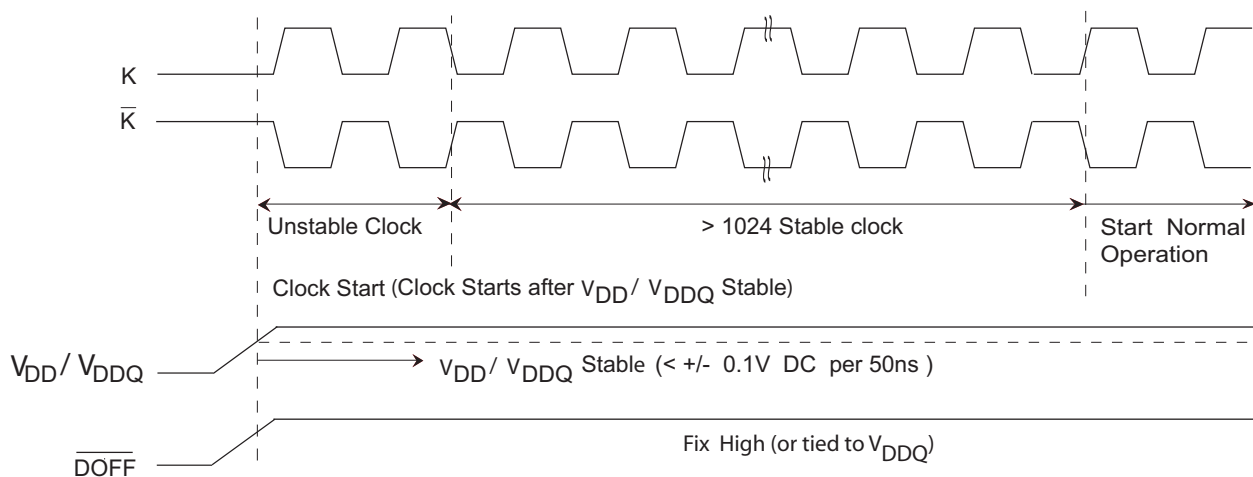 K
K̅
Unstable Clock
> 1024 Stable clock
Start Normal
Operation
Clock Start (Clock Starts after VDD / VDDQ Stable)
VDD / VDDQ
VDD / VDDQ Stable (< +/- 0.1V DC per 50ns )
Fix High (or tied to VDDQ)
D̅O̅F̅F̅